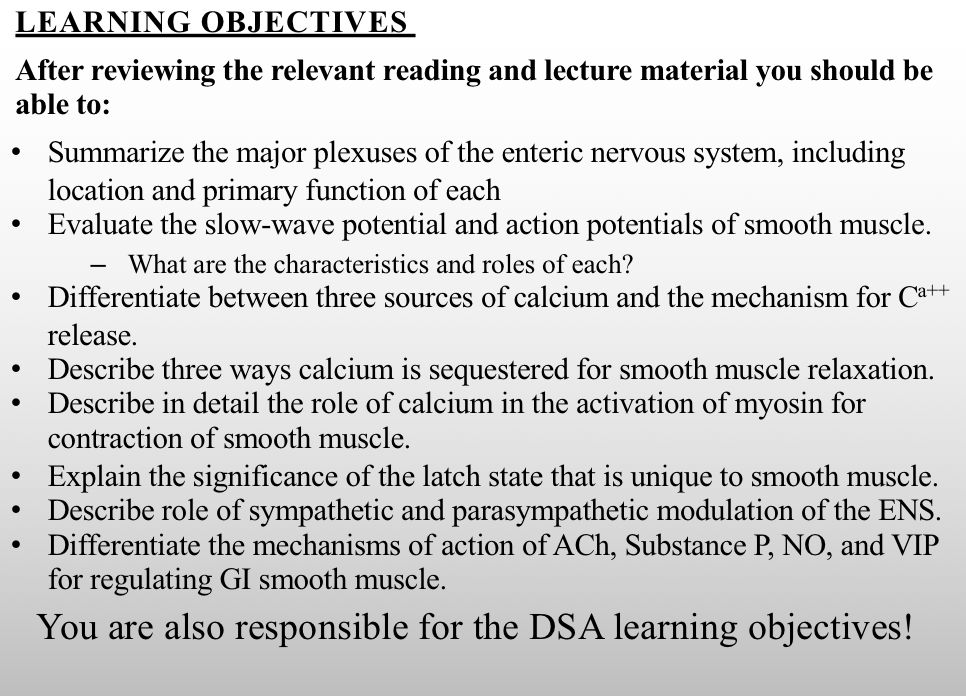 LEARNING OBJECTIVES
After reviewing the relevant reading and lecture material you should be
able to:
• Summarize the major plexuses of the enteric nervous system, including
location and primary function of each
• Evaluate the slow-wave potential and action potentials of smooth muscle.
– What are the characteristics and roles of each?
• Differentiate between three sources of calcium and the mechanism for Ca++
release.
• Describe three ways calcium is sequestered for smooth muscle relaxation.
• Describe in detail the role of calcium in the activation of myosin for
contraction of smooth muscle.
• Explain the significance of the latch state that is unique to smooth muscle.
• Describe role of sympathetic and parasympathetic modulation of the ENS.
• Differentiate the mechanisms of action of ACh, Substance P, NO, and VIP
for regulating GI smooth muscle.
You are also responsible for the DSA learning objectives!